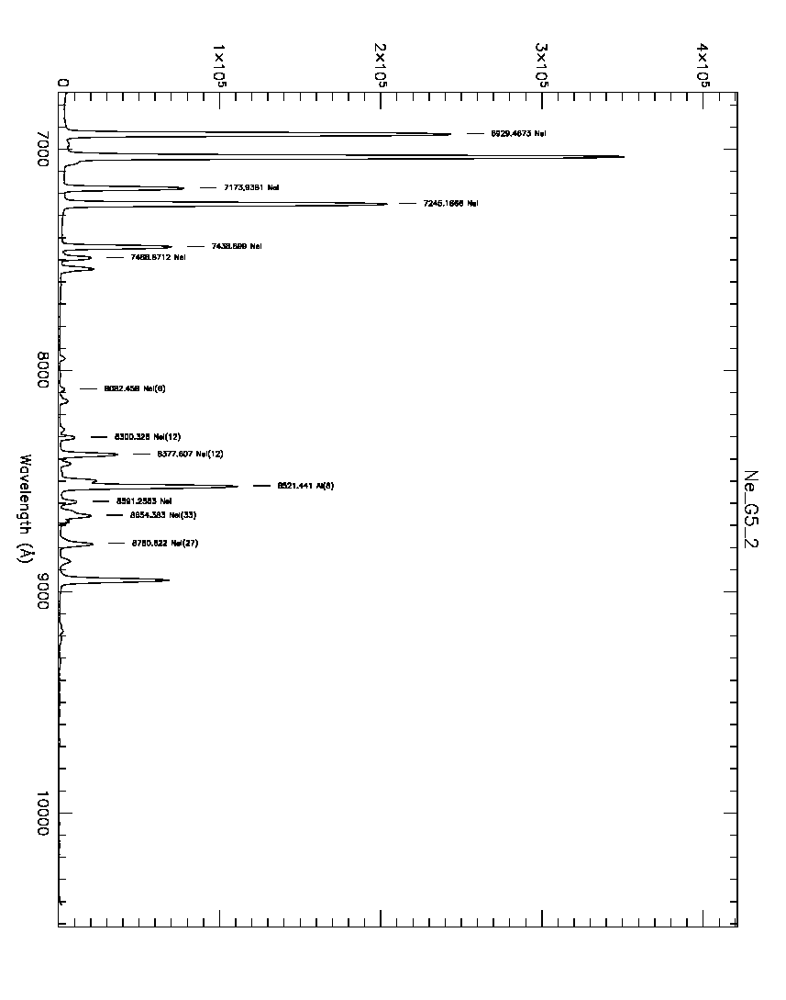 Ne_G5_2
4×10⁵
3×10⁵
2×10⁵
1×10⁵
0
6929.4673 NeI
7173.9381 NeI
7245.1666 NeI
7438.899 NeI
7488.8712 NeI
8082.458 NeI(6)
8300.326 NeI(12)
8377.607 NeI(12)
8521.441 AI(8)
8591.2583 NeI
8654.383 NeI(33)
8780.622 NeI(27)
7000
8000
9000
10000
Wavelength (Å)